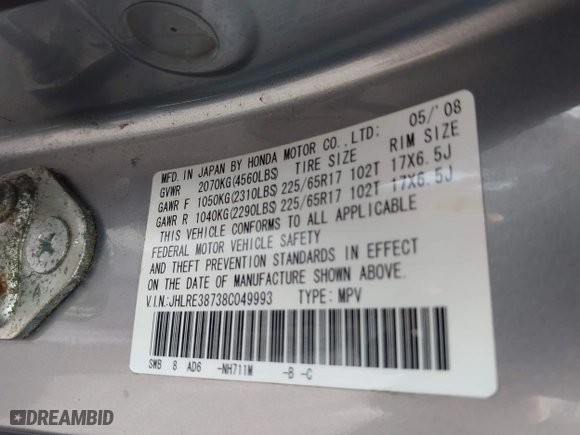 MFD. IN JAPAN BY HONDA MOTOR CO.,LTD: 05/'08
GVWR 2070KG(4560LBS) TIRE SIZE RIM SIZE
GAWR F 1050KG(2310LBS) 225/65R17 102T 17X6.5J
GAWR R 1040KG(2290LBS) 225/65R17 102T 17X6.5J
THIS VEHICLE CONFORMS TO ALL APPLICABLE
FEDERAL MOTOR VEHICLE SAFETY
AND THEFT PREVENTION STANDARDS IN EFFECT
ON THE DATE OF MANUFACTURE SHOWN ABOVE.
V.I.N.:JHLRE38738C049993 TYPE: MPV
SWB 8 AD6 -NH711M -B -C
DREAMBID